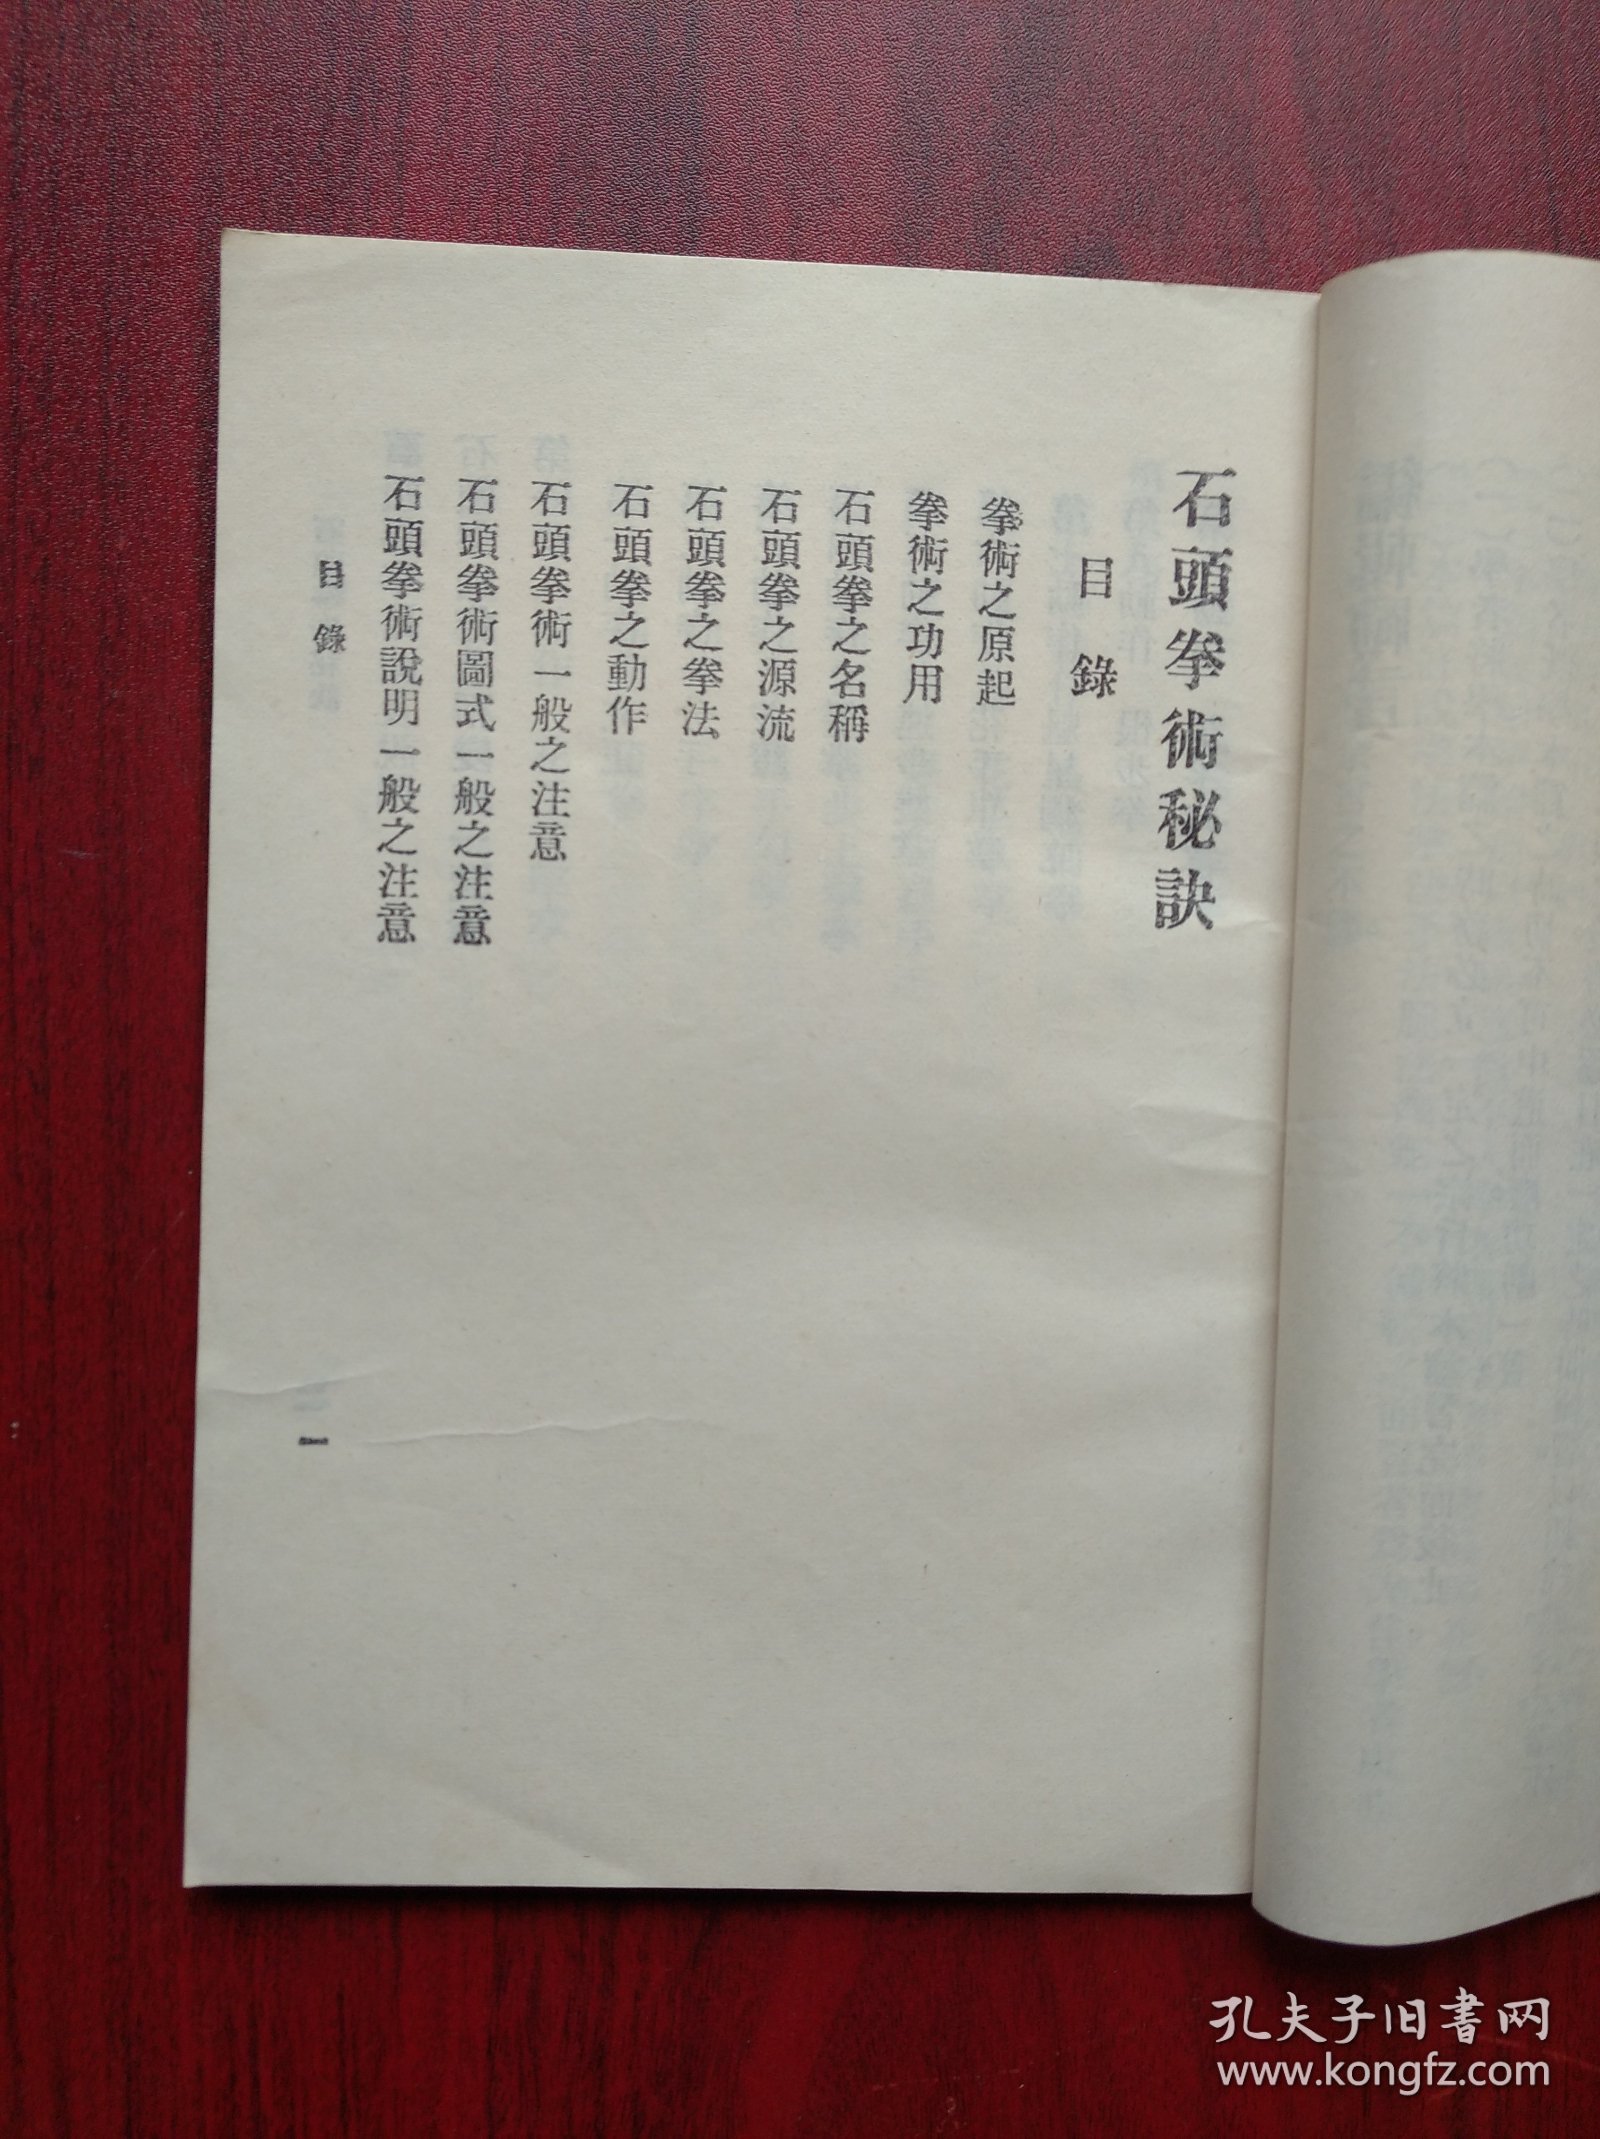 石頭拳術秘訣
目錄
拳術之原起
拳術之功用
石頭拳之名稱
石頭拳之源流
石頭拳之拳法
石頭拳之動作
石頭拳術一般之注意
石頭拳術圖式一般之注意
石頭拳術說明一般之注意
目錄
一
孔夫子旧書网
www.kongfz.com